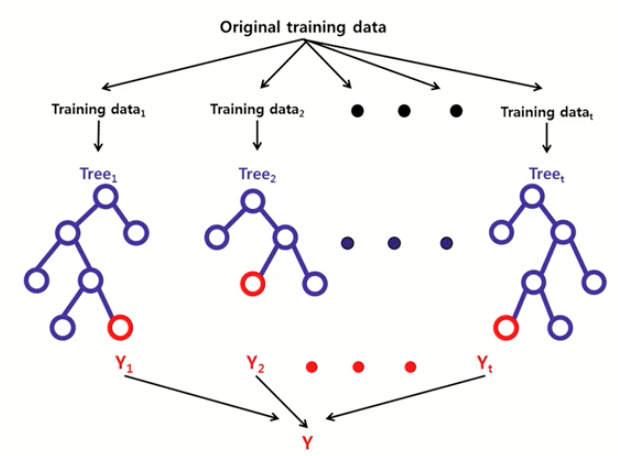 Original training data
Training data₁ Training data₂ Training dataₜ
Tree₁ Tree₂ Treeₜ
Y₁ Y₂ Yₜ
Y